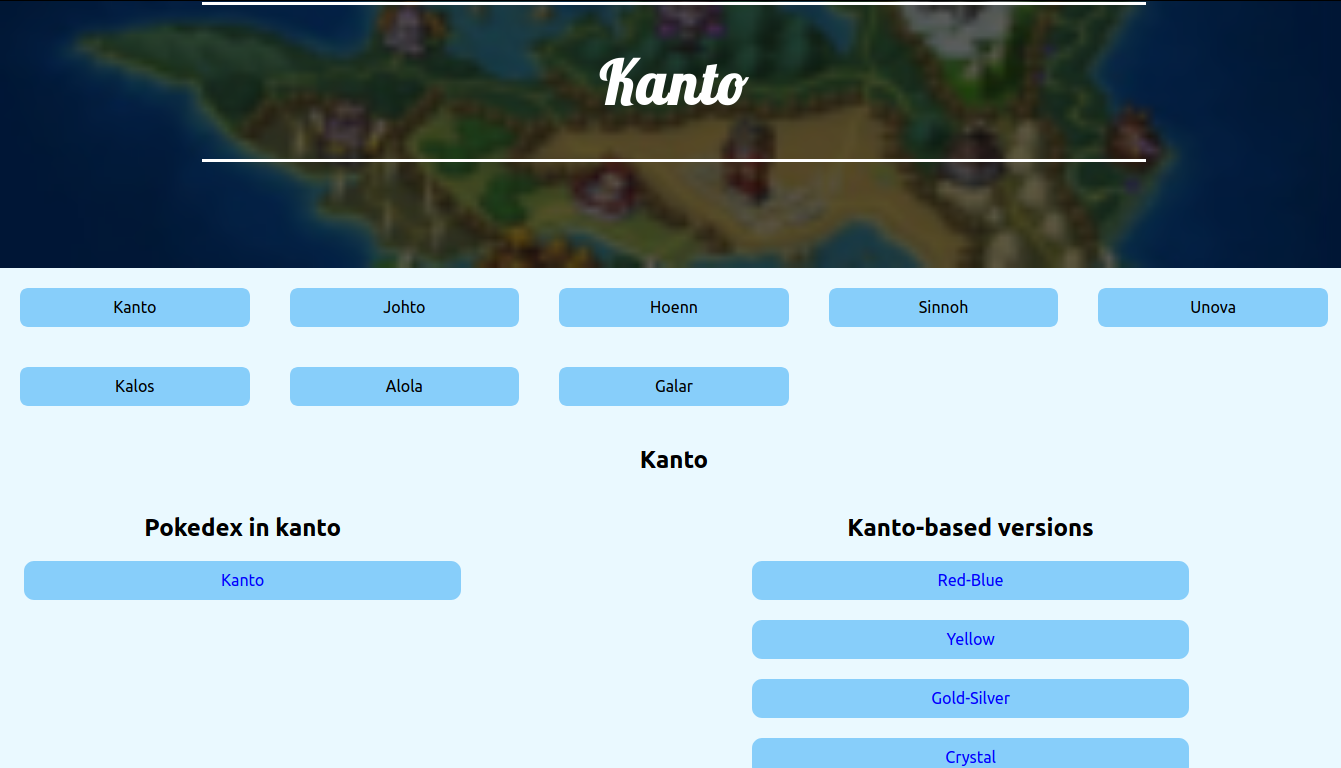 Kanto
Kanto Johto Hoenn Sinnoh Unova
Kalos Alola Galar
Kanto
Pokedex in kanto
Kanto
Kanto-based versions
Red-Blue
Yellow
Gold-Silver
Crystal